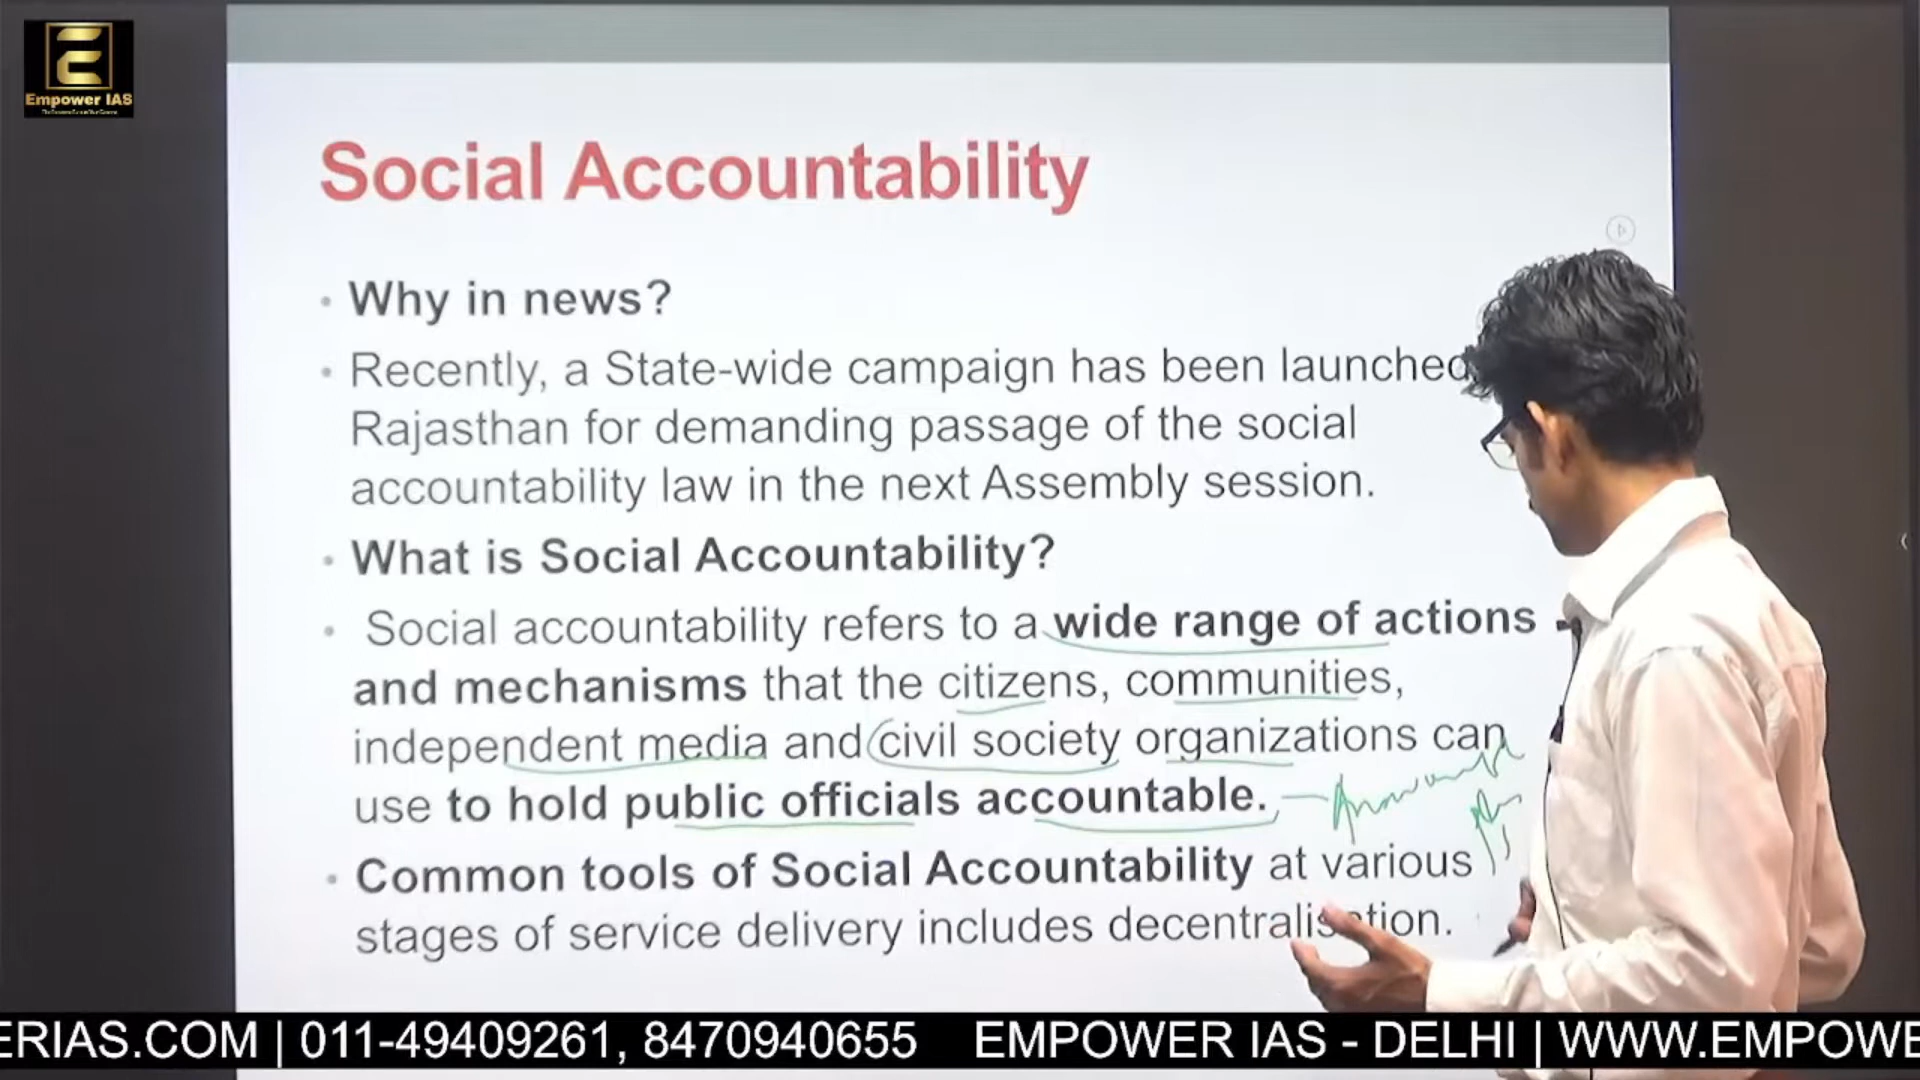 Empower IAS
Social Accountability
• Why in news?
• Recently, a State-wide campaign has been launched
Rajasthan for demanding passage of the social
accountability law in the next Assembly session.
• What is Social Accountability?
• Social accountability refers to a wide range of actions
and mechanisms that the citizens, communities,
independent media and civil society organizations can
use to hold public officials accountable.
• Common tools of Social Accountability at various
stages of service delivery includes decentralisation.
ERIAS.COM | 011-49409261, 8470940655 EMPOWER IAS - DELHI | WWW.EMPOWE